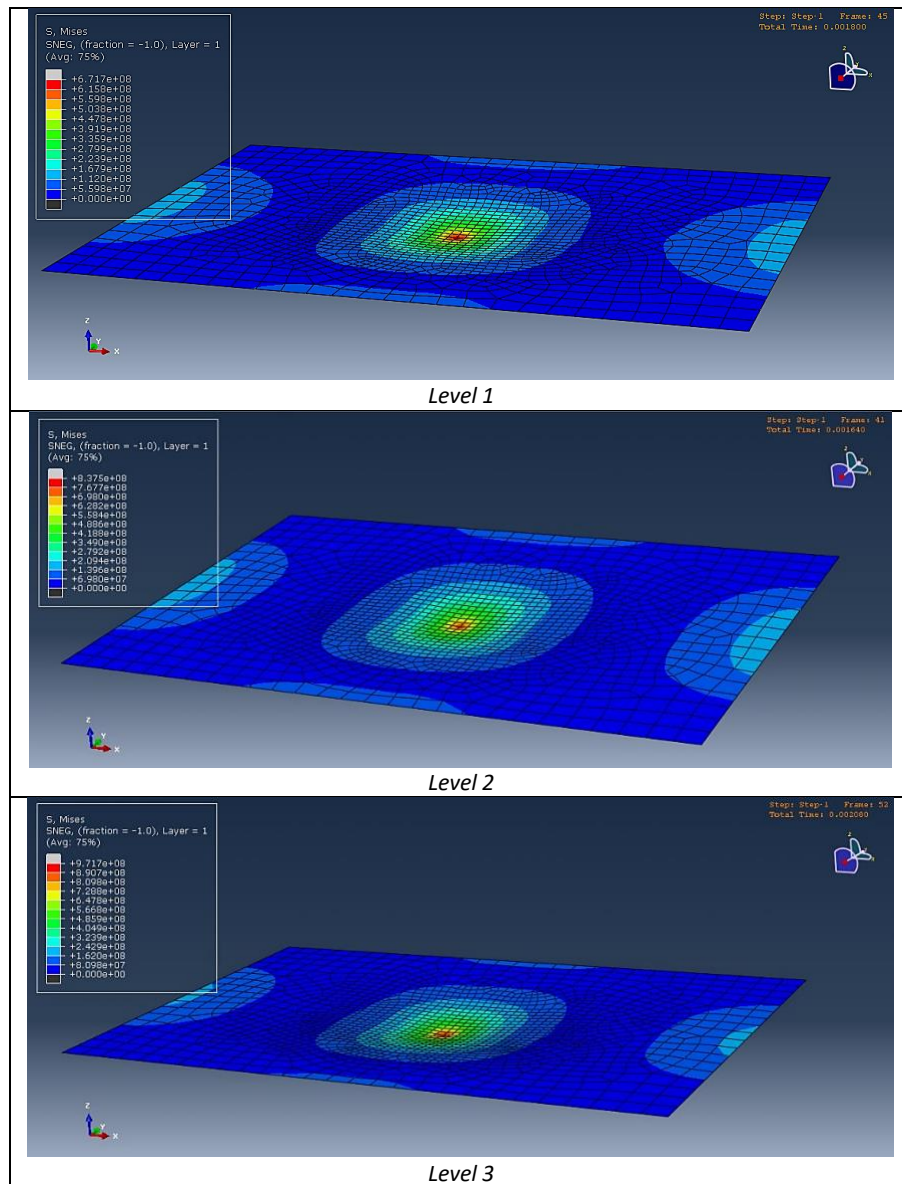 Step: Step-1 Frame: 45
Total Time: 0.001800
S, Mises
SNEG, (fraction = -1.0), Layer = 1
(Avg: 75%)
+6.717e+08
+6.158e+08
+5.598e+08
+5.038e+08
+4.478e+08
+3.919e+08
+3.359e+08
+2.799e+08
+2.239e+08
+1.679e+08
+1.120e+08
+5.598e+07
+0.000e+00
Z
Y
X
Z
Y
X
Level 1
Step: Step-1 Frame: 41
Total Time: 0.001640
S, Mises
SNEG, (fraction = -1.0), Layer = 1
(Avg: 75%)
+8.375e+08
+7.677e+08
+6.980e+08
+6.282e+08
+5.584e+08
+4.886e+08
+4.188e+08
+3.490e+08
+2.792e+08
+2.094e+08
+1.396e+08
+6.980e+07
+0.000e+00
Z
Y
X
Z
Y
X
Level 2
Step: Step-1 Frame: 52
Total Time: 0.002080
S, Mises
SNEG, (fraction = -1.0), Layer = 1
(Avg: 75%)
+9.717e+08
+8.907e+08
+8.098e+08
+7.288e+08
+6.478e+08
+5.668e+08
+4.859e+08
+4.049e+08
+3.239e+08
+2.429e+08
+1.620e+08
+8.098e+07
+0.000e+00
Z
Y
X
Z
Y
X
Level 3